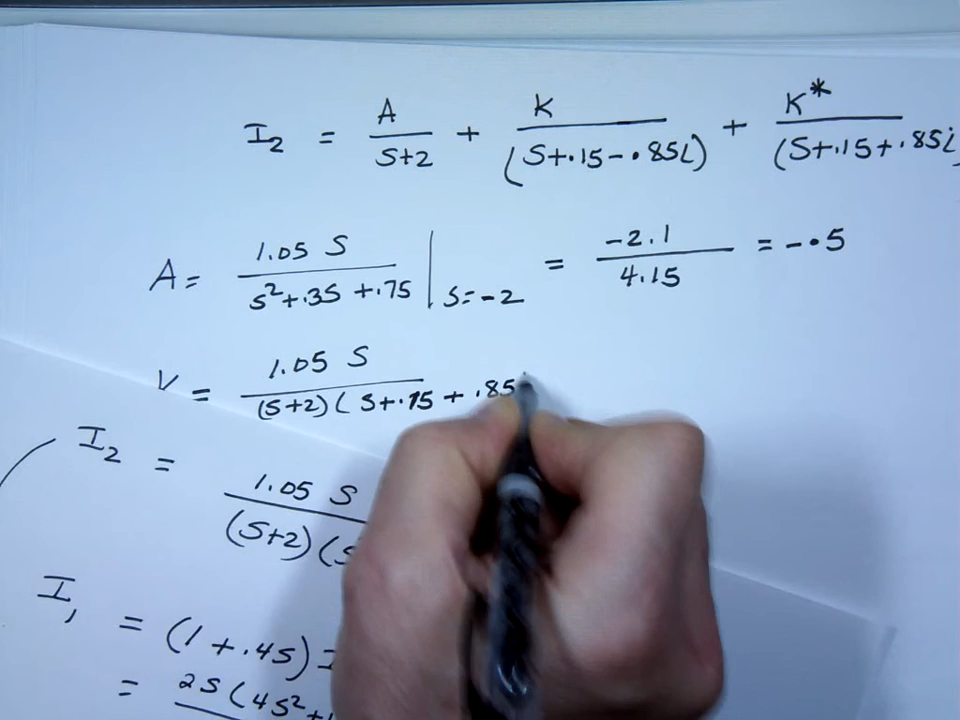 I₂ = A/(S+2) + K/(S+.15-.85i) + K*/(S+.15+.85i
A = 1.05 S/(s²+.3S+.75) | S=-2 = -2.1/4.15 = -.5
K = 1.05 S/((S+2)(S+.15+.85
I₂ = 1.05 S/((S+2)(S
I₁ = (1+.4S)I
= 2S(4S²+